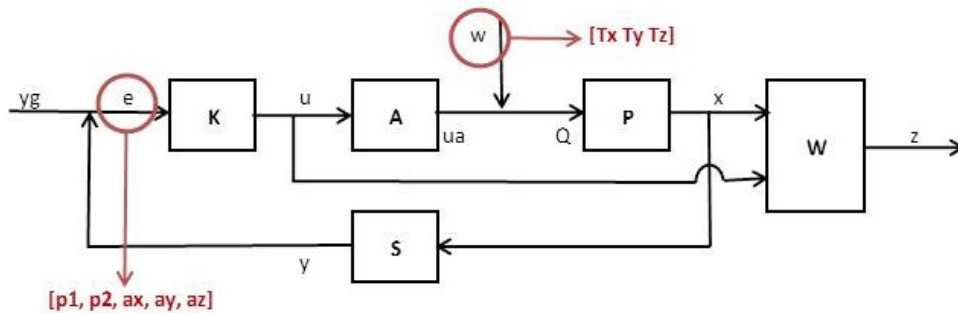 w
[Tx Ty Tz]
yg
e
K
u
A
ua
Q
P
x
W
z
S
y
[p1, p2, ax, ay, az]